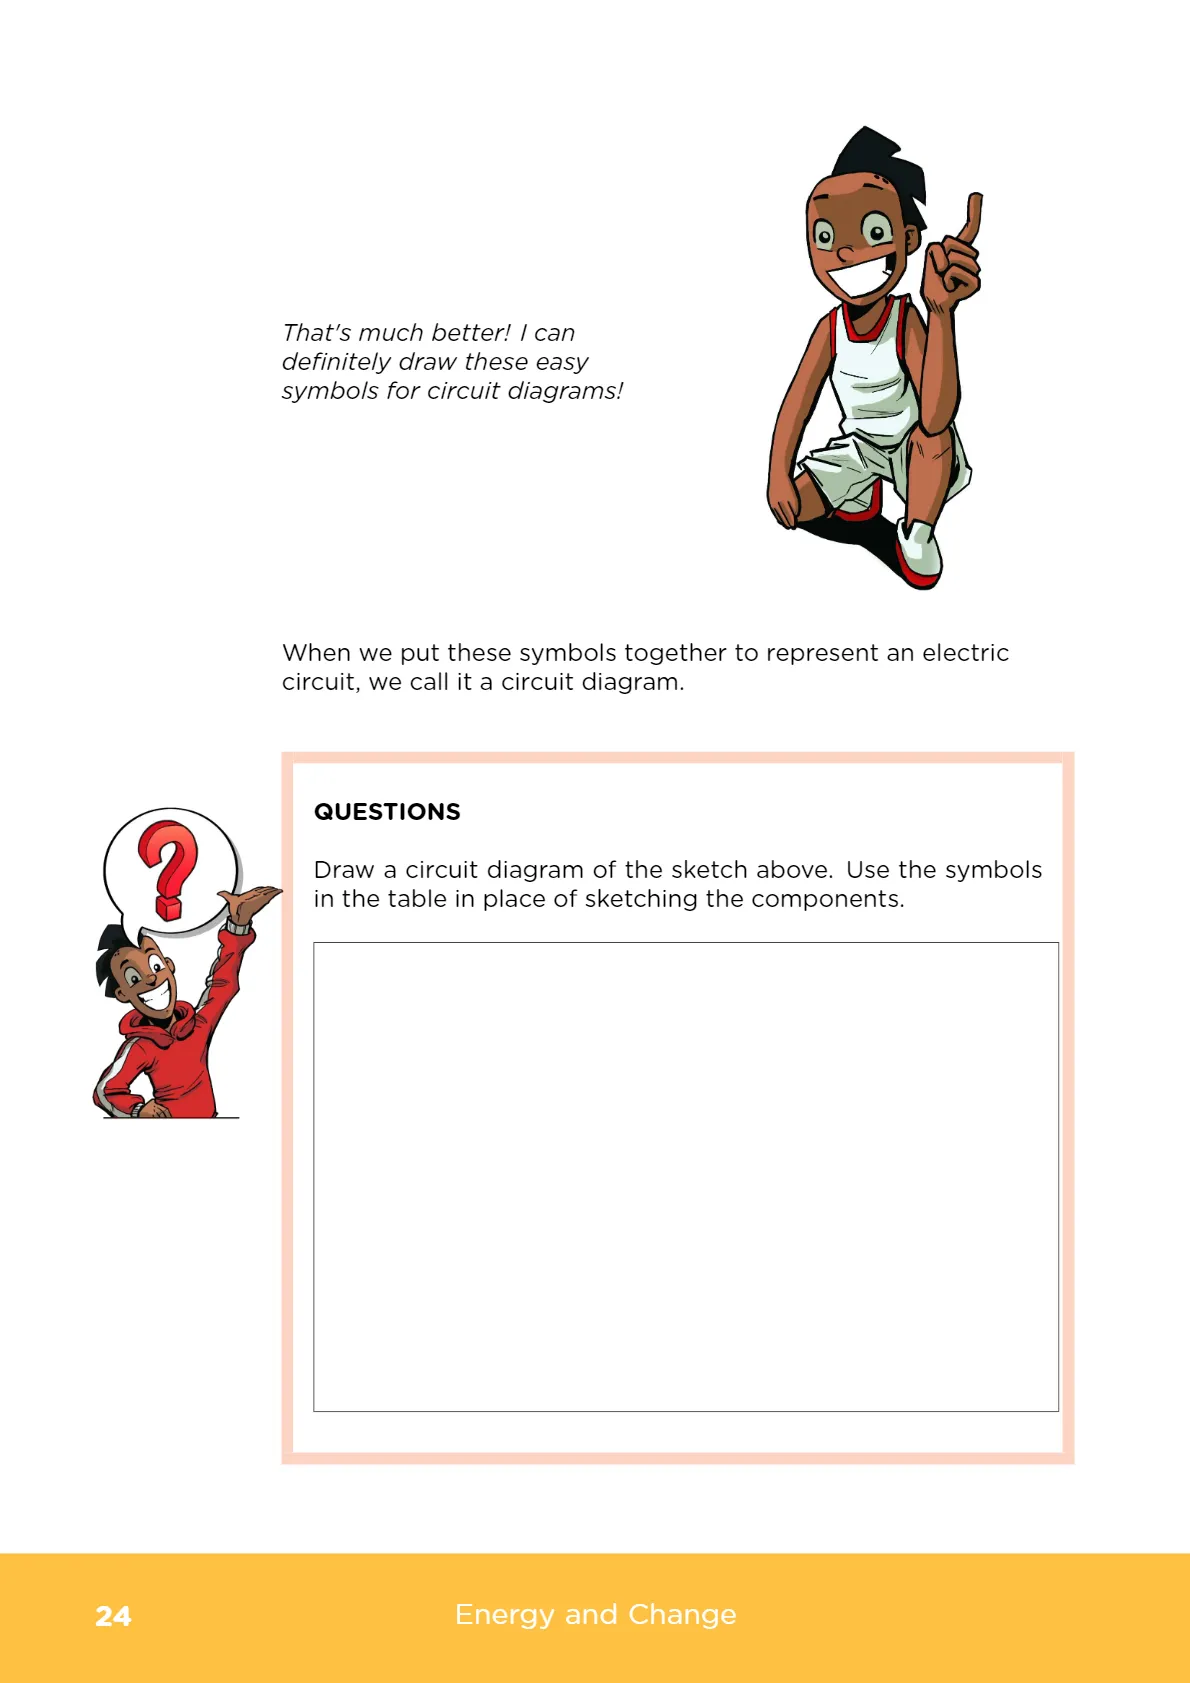 That's much better! I can
definitely draw these easy
symbols for circuit diagrams!
When we put these symbols together to represent an electric
circuit, we call it a circuit diagram.
?
QUESTIONS
Draw a circuit diagram of the sketch above. Use the symbols
in the table in place of sketching the components.
24
Energy and Change